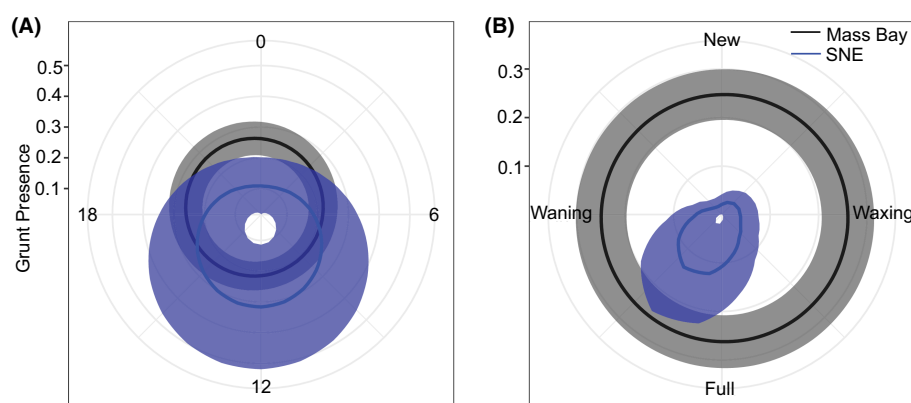 (A)
0
0.5
0.4
0.3
0.2
0.1
Grunt Presence
18
6
12
(B)
New
Mass Bay
SNE
0.3
0.2
0.1
Waning
Waxing
Full